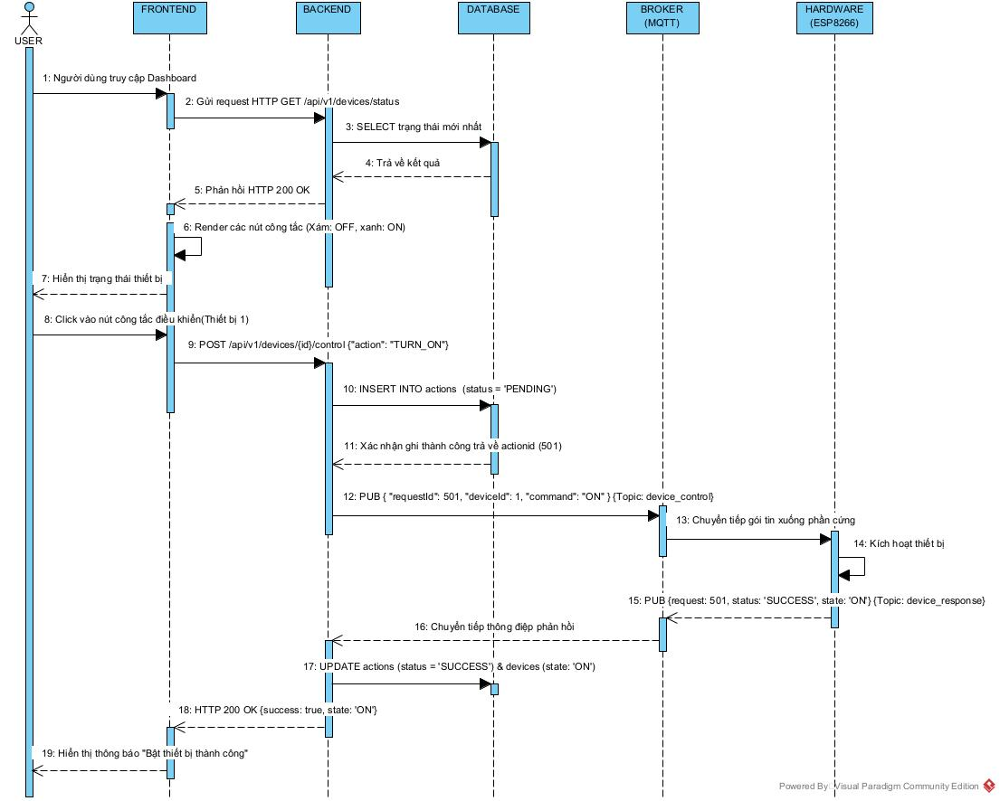 USER
FRONTEND
BACKEND
DATABASE
BROKER
(MQTT)
HARDWARE
(ESP8266)
1: Người dùng truy cập Dashboard
2: Gửi request HTTP GET /api/v1/devices/status
3: SELECT trạng thái mới nhất
4: Trả về kết quả
5: Phản hồi HTTP 200 OK
6: Render các nút công tắc (Xám: OFF, xanh: ON)
7: Hiển thị trạng thái thiết bị
8: Click vào nút công tắc điều khiển(Thiết bị 1)
9: POST /api/v1/devices/{id}/control {"action": "TURN_ON"}
10: INSERT INTO actions (status = 'PENDING')
11: Xác nhận ghi thành công trả về actionid (501)
12: PUB { "requestId": 501, "deviceId": 1, "command": "ON" } {Topic: device_control}
13: Chuyển tiếp gói tin xuống phần cứng
14: Kích hoạt thiết bị
15: PUB {request: 501, status: 'SUCCESS', state: 'ON'} {Topic: device_response}
16: Chuyển tiếp thông điệp phản hồi
17: UPDATE actions (status = 'SUCCESS') & devices (state: 'ON')
18: HTTP 200 OK {success: true, state: 'ON'}
19: Hiển thị thông báo "Bật thiết bị thành công"
Powered By Visual Paradigm Community Edition